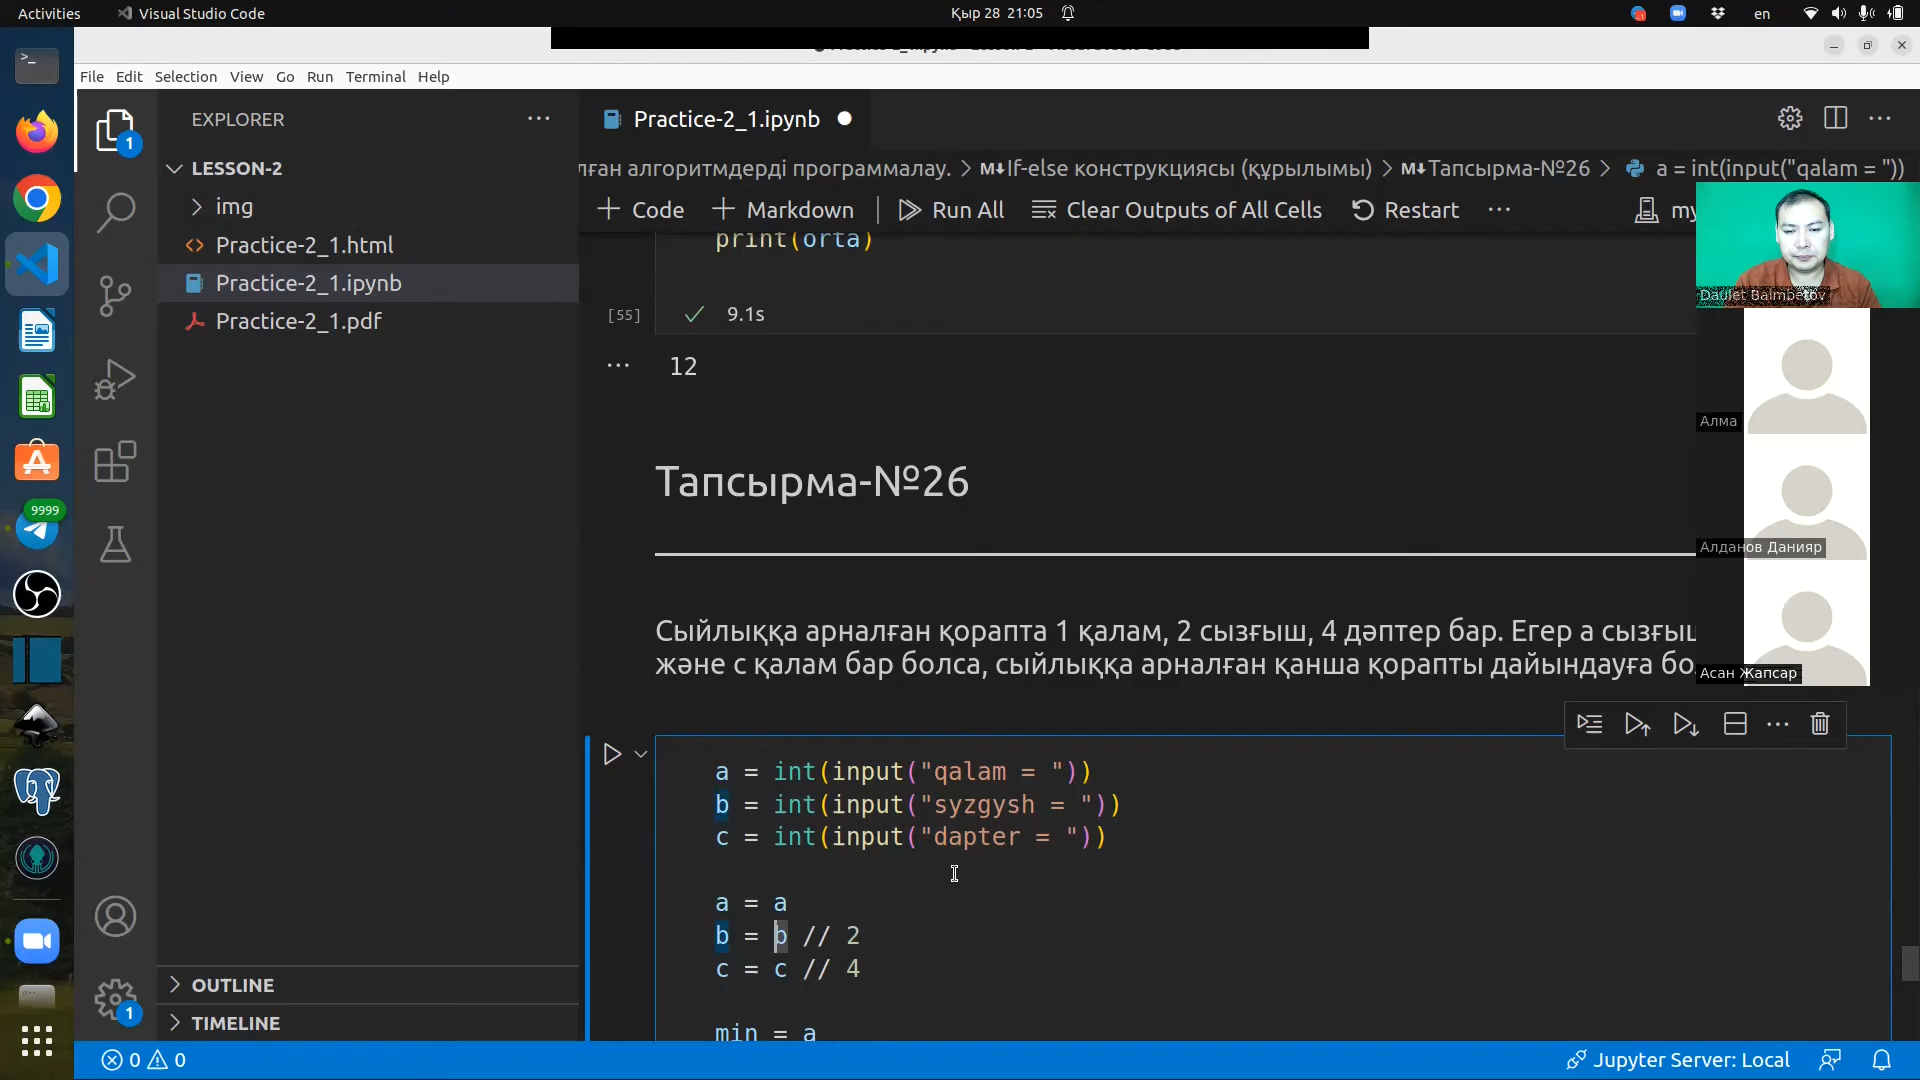 Activities
Visual Studio Code
Қыр 28 21:05
en
File Edit Selection View Go Run Terminal Help
EXPLORER
LESSON-2
img
Practice-2_1.html
Practice-2_1.ipynb
Practice-2_1.pdf
OUTLINE
TIMELINE
1
9999
1
Practice-2_1.ipynb
лған алгоритмдерді программалау. > If-else конструкциясы (құрылымы) > Тапсырма-№26 > a = int(input("qalam = "))
+ Code + Markdown Run All Clear Outputs of All Cells Restart ···
print(orta)
[55] 9.1s
12
Тапсырма-№26
Сыйлыққа арналған қорапта 1 қалам, 2 сызғыш, 4 дәптер бар. Егер a
және c қалам бар болса, сыйлыққа арналған қанша қорапты дайындауға
a = int(input("qalam = "))
b = int(input("syzgysh = "))
c = int(input("dapter = "))
a = a
b = b // 2
c = c // 4
min = a
Daulet Baimbetov
Алма
Алданов Данияр
Асан Жапсар
0 0
Jupyter Server: Local